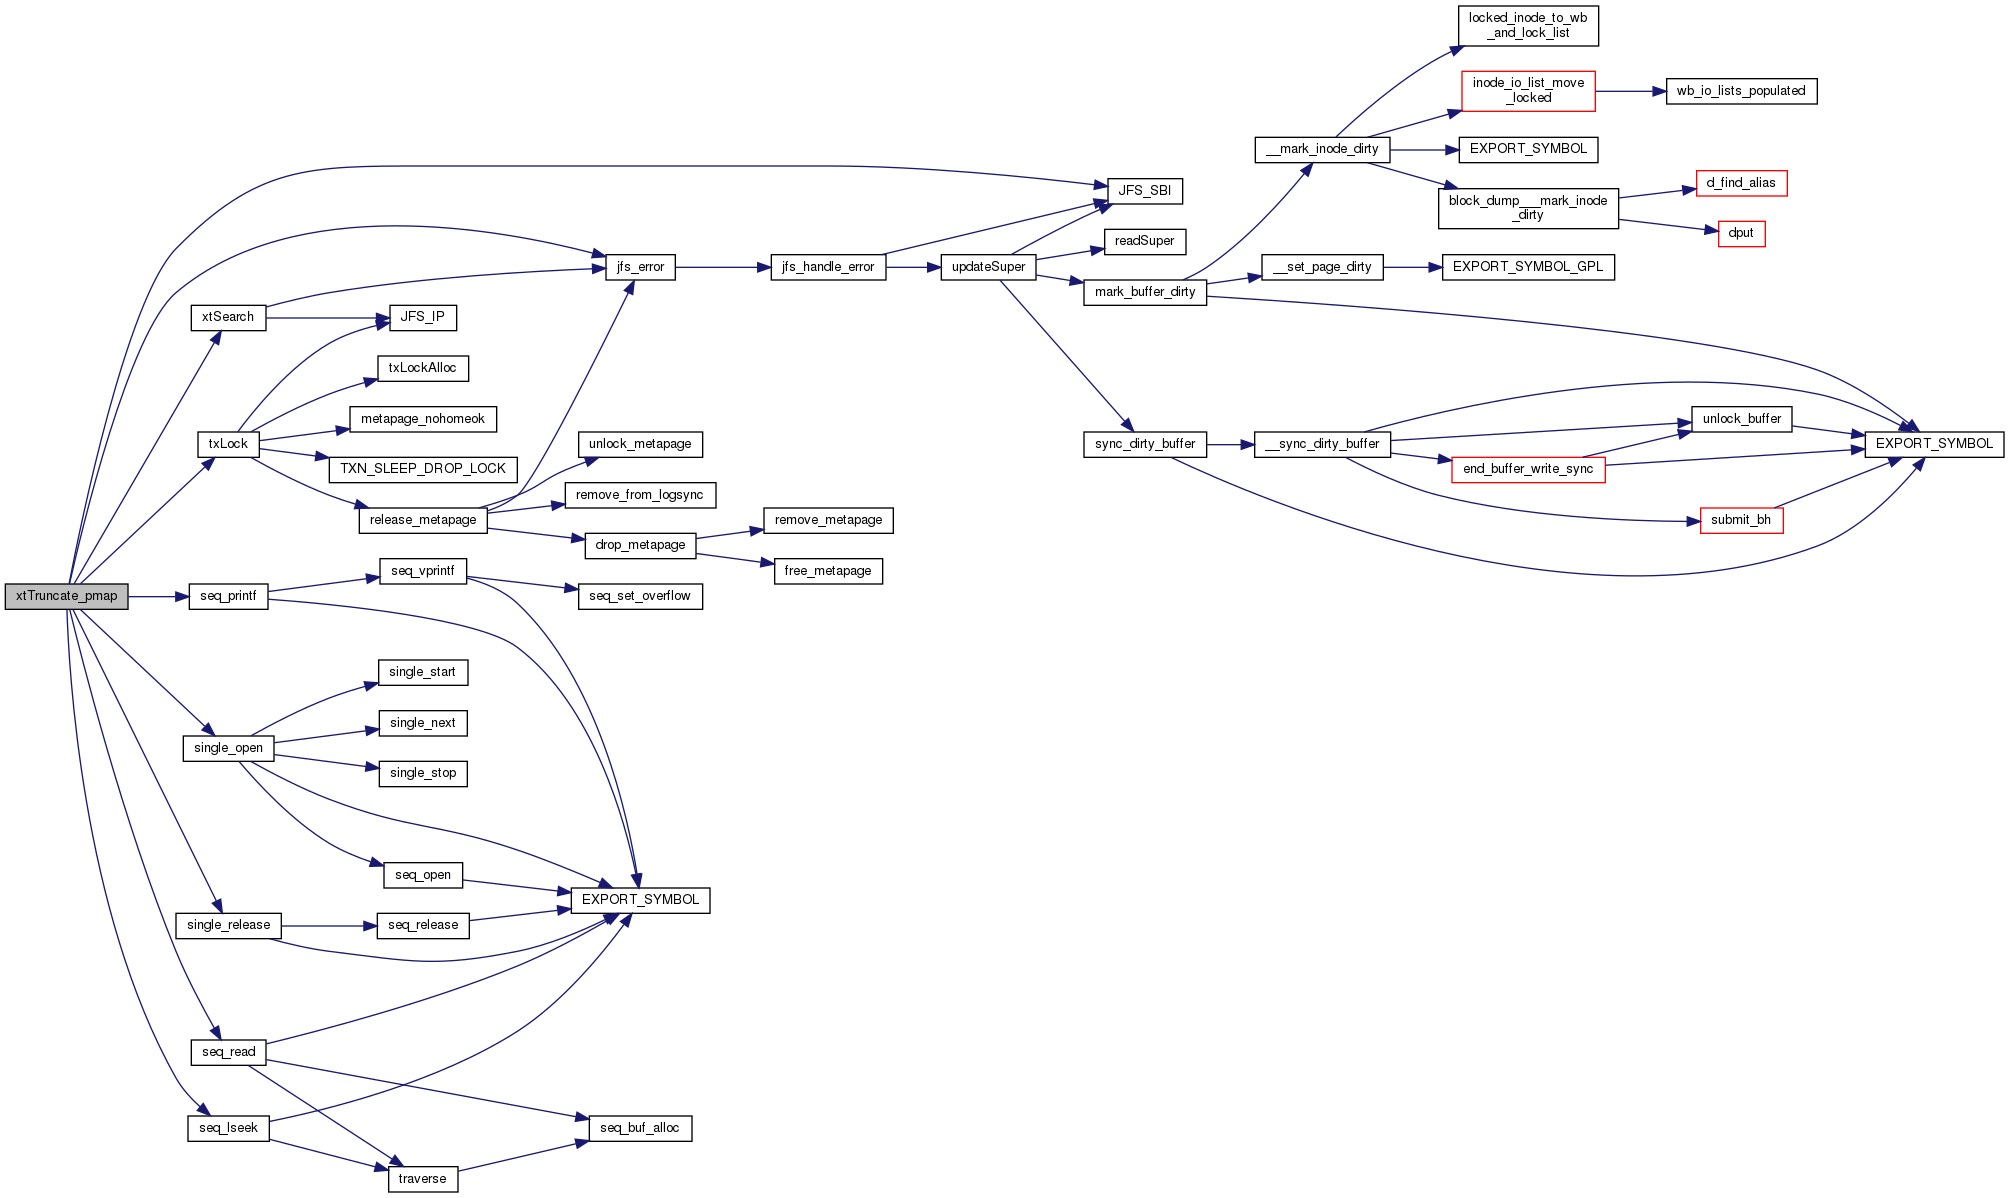 locked_inode_to_wb
_and_lock_list
inode_io_list_move
_locked
wb_io_lists_populated
__mark_inode_dirty
EXPORT_SYMBOL
d_find_alias
JFS_SBI
block_dump___mark_inode
_dirty
dput
readSuper
jfs_error
jfs_handle_error
updateSuper
__set_page_dirty
EXPORT_SYMBOL_GPL
mark_buffer_dirty
xtSearch
JFS_IP
txLockAlloc
metapage_nohomeok
unlock_buffer
txLock
unlock_metapage
sync_dirty_buffer
__sync_dirty_buffer
EXPORT_SYMBOL
TXN_SLEEP_DROP_LOCK
end_buffer_write_sync
remove_from_logsync
release_metapage
remove_metapage
submit_bh
drop_metapage
seq_vprintf
free_metapage
xtTruncate_pmap
seq_printf
seq_set_overflow
single_start
single_next
single_open
single_stop
seq_open
EXPORT_SYMBOL
single_release
seq_release
seq_read
seq_lseek
seq_buf_alloc
traverse